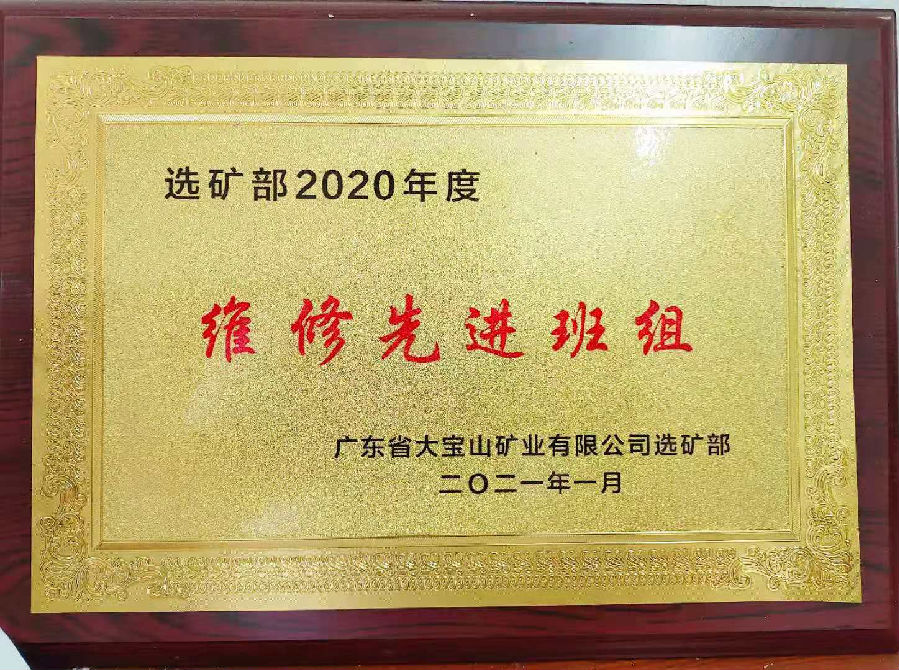 选矿部2020年度
维修先进班组
广东省大宝山矿业有限公司选矿部
二〇二一年一月